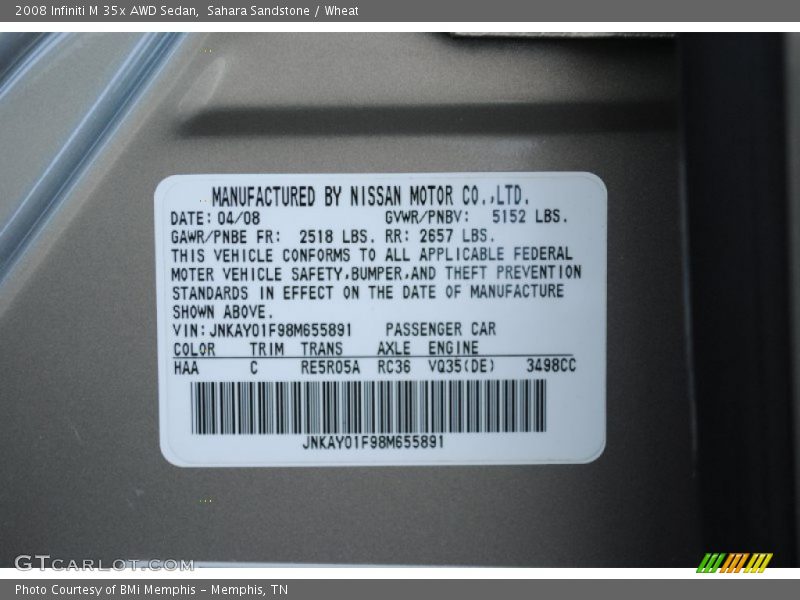 2008 Infiniti M 35x AWD Sedan,  Sahara Sandstone / Wheat
MANUFACTURED BY NISSAN MOTOR CO.,LTD.
DATE: 04/08 GVWR/PNBV: 5152 LBS.
GAWR/PNBE FR: 2518 LBS. RR: 2657 LBS.
THIS VEHICLE CONFORMS TO ALL APPLICABLE FEDERAL
MOTER VEHICLE SAFETY,BUMPER,AND THEFT PREVENTION
STANDARDS IN EFFECT ON THE DATE OF MANUFACTURE
SHOWN ABOVE.
VIN: JNKAY01F98M655891 PASSENGER CAR
COLOR TRIM TRANS AXLE ENGINE
HAA C RE5R05A RC36 VQ35(DE) 3498CC
JNKAY01F98M655891
GTcarlot.com
Photo Courtesy of BMi Memphis – Memphis, TN